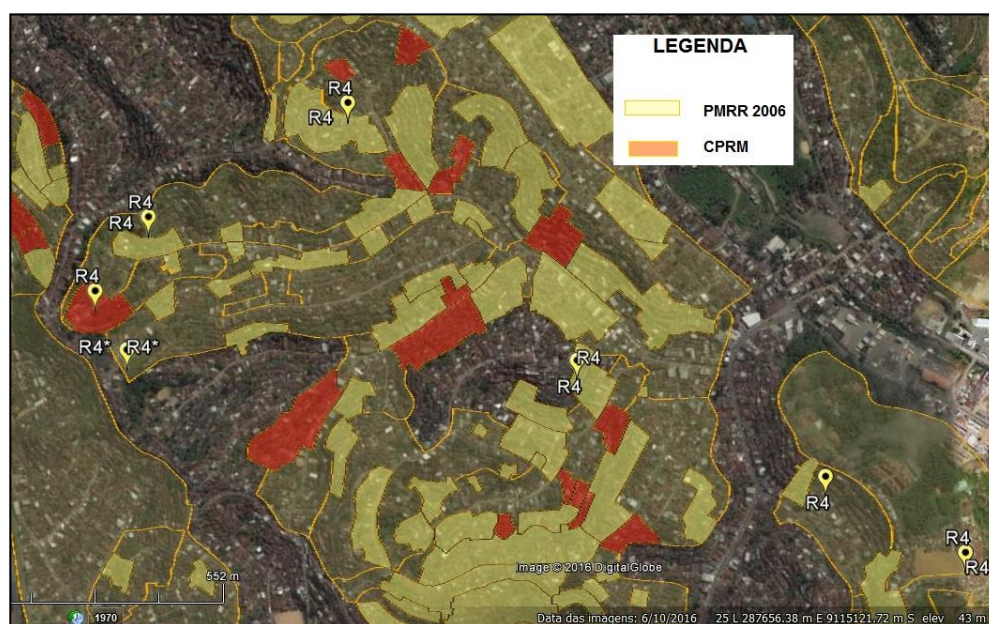 LEGENDA
PMRR 2006
CPRM
R4
R4
R4
R4
R4
R4*
R4*
R4
R4
R4
R4
R4
Image © 2016 DigitalGlobe
552 m
1970
Data das imagens: 6/10/2016 25 L 287656.38 m E 9115121.72 m S elev 43 m